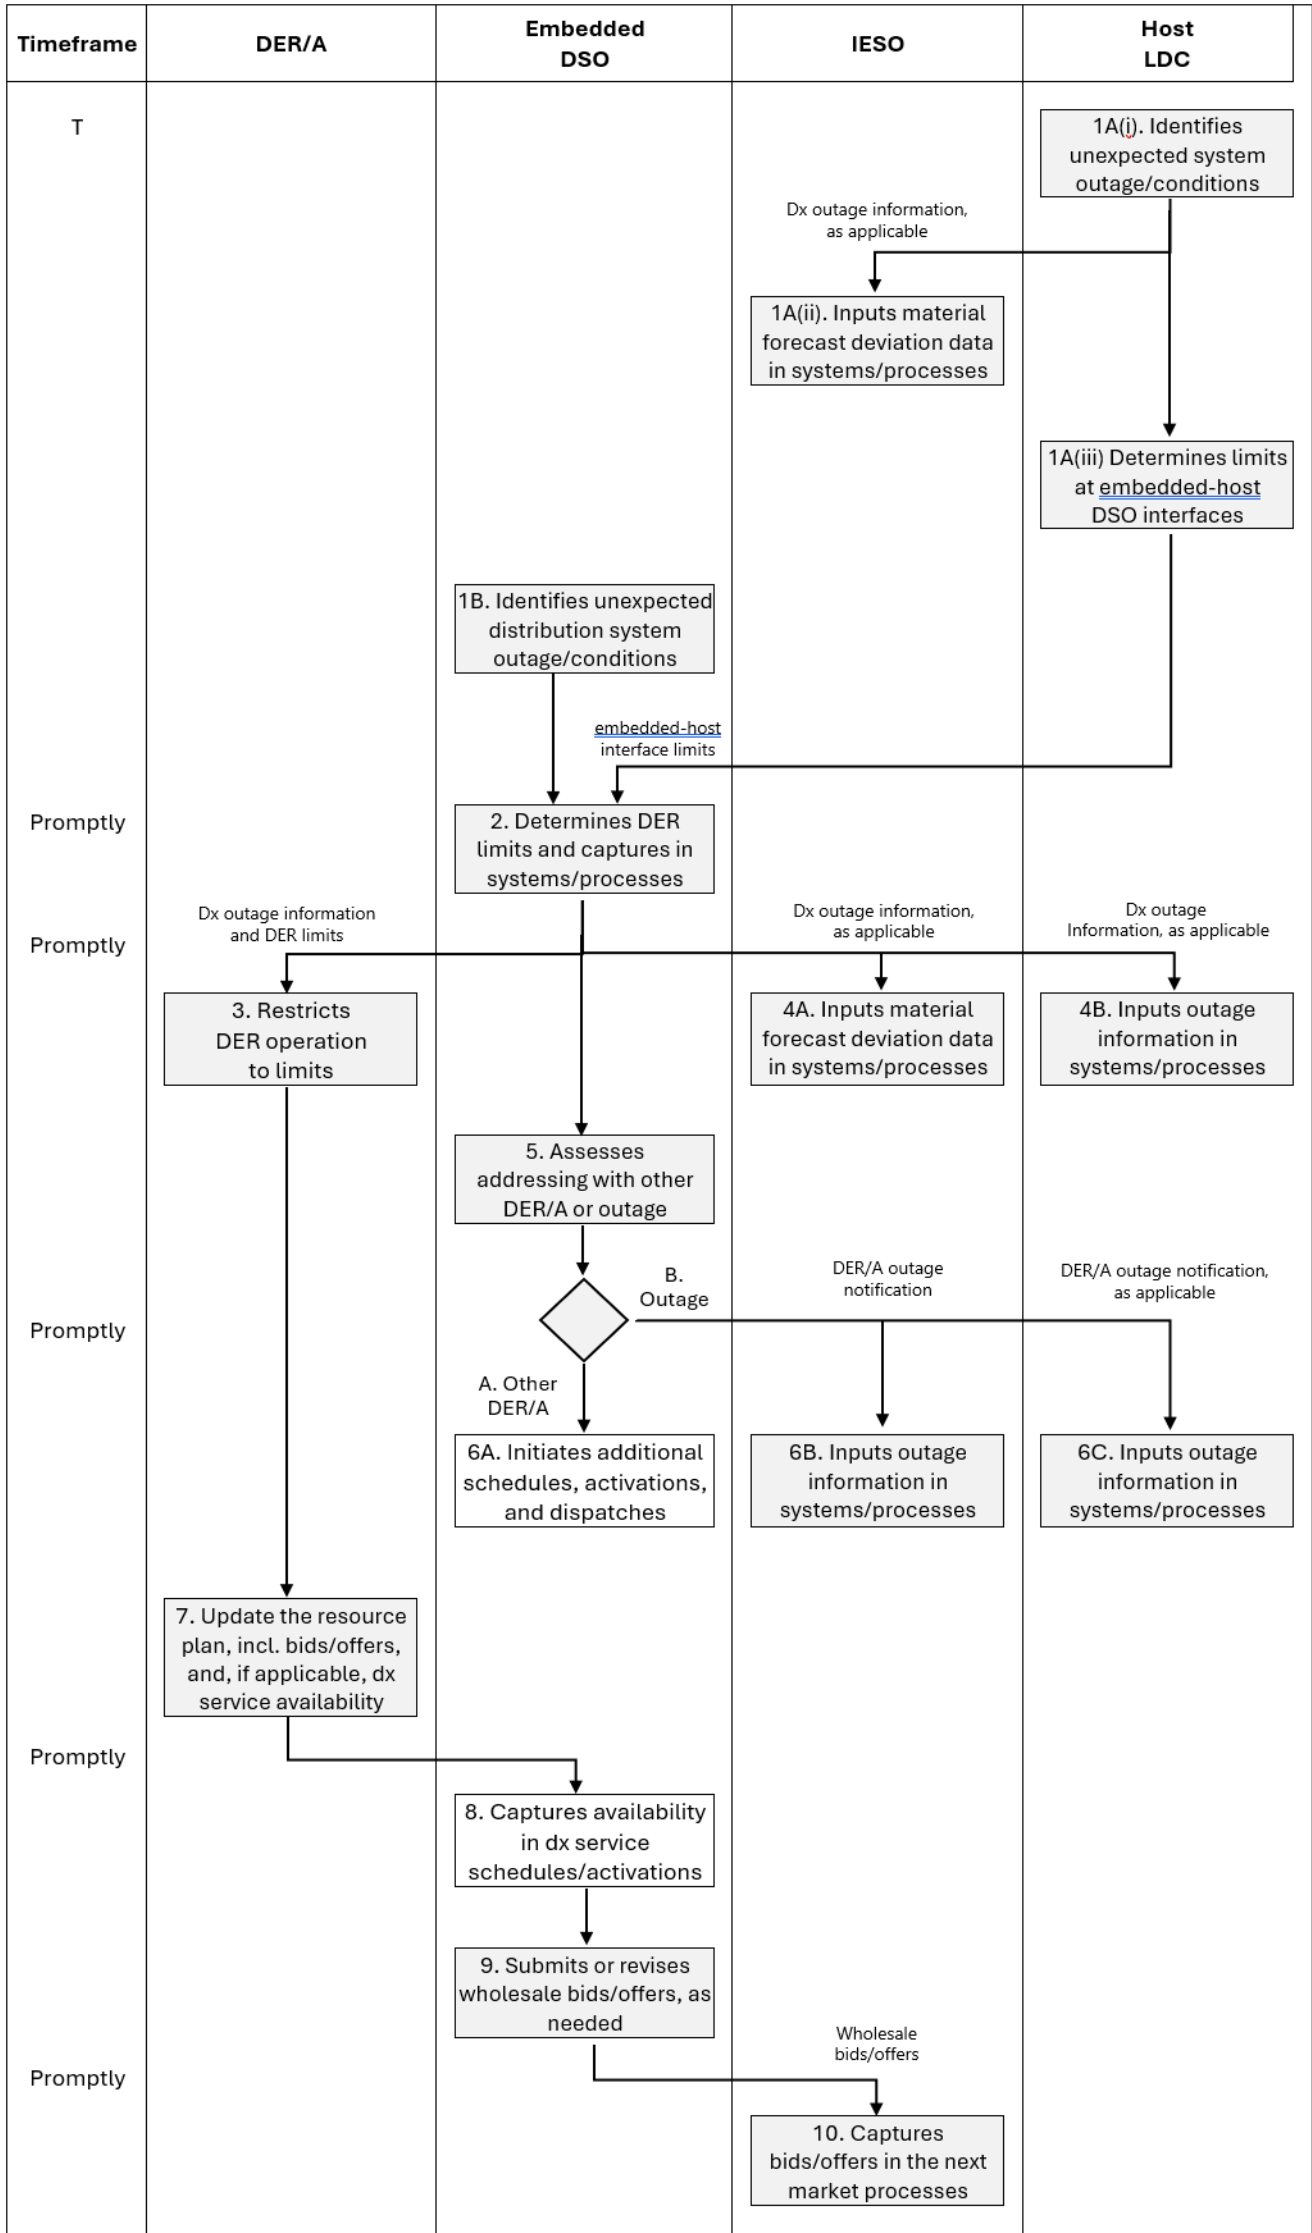 Timeframe
DER/A
Embedded
DSO
IESO
Host
LDC
T
1A(i). Identifies
unexpected system
outage/conditions
Dx outage information,
as applicable
1A(ii). Inputs material
forecast deviation data
in systems/processes
1A(iii) Determines limits
at embedded-host
DSO interfaces
1B. Identifies unexpected
distribution system
outage/conditions
embedded-host
interface limits
Promptly
2. Determines DER
limits and captures in
systems/processes
Promptly
Dx outage information
and DER limits
Dx outage information,
as applicable
Dx outage
Information, as applicable
3. Restricts
DER operation
to limits
4A. Inputs material
forecast deviation data
in systems/processes
4B. Inputs outage
information in
systems/processes
5. Assesses
addressing with other
DER/A or outage
Promptly
B.
Outage
DER/A outage
notification
DER/A outage notification,
as applicable
A. Other
DER/A
6A. Initiates additional
schedules, activations,
and dispatches
6B. Inputs outage
information in
systems/processes
6C. Inputs outage
information in
systems/processes
7. Update the resource
plan, incl. bids/offers,
and, if applicable, dx
service availability
Promptly
8. Captures availability
in dx service
schedules/activations
9. Submits or revises
wholesale bids/offers, as
needed
Wholesale
bids/offers
Promptly
10. Captures
bids/offers in the next
market processes